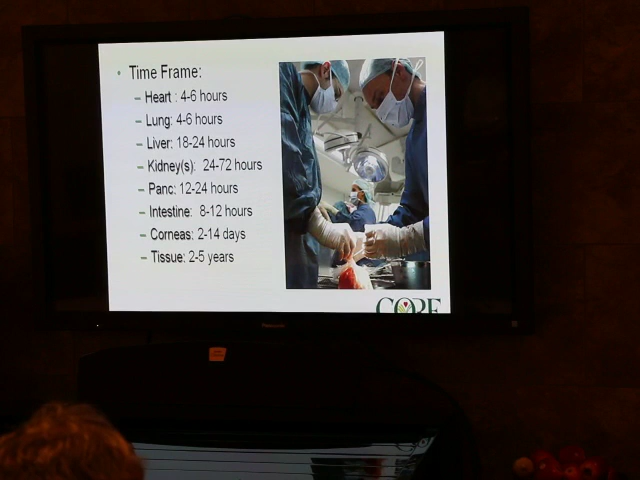 • Time Frame:
– Heart : 4-6 hours
– Lung: 4-6 hours
– Liver: 18-24 hours
– Kidney(s): 24-72 hours
– Panc: 12-24 hours
– Intestine: 8-12 hours
– Corneas: 2-14 days
– Tissue: 2-5 years
CORE